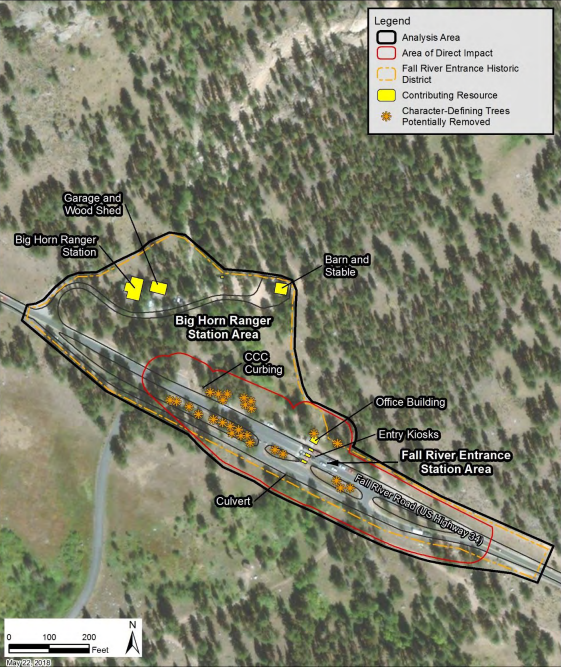 Legend
Analysis Area
Area of Direct Impact
Fall River Entrance Historic
District
Contributing Resource
Character-Defining Trees
Potentially Removed
Garage and
Wood Shed
Big Horn Ranger
Station
Barn and
Stable
Big Horn Ranger
Station Area
CCC
Curbing
Office Building
Entry Kiosks
Fall River Entrance
Station Area
Culvert
Fall River Road (US Highway 34)
N
0 100 200
Feet
May 22, 2018